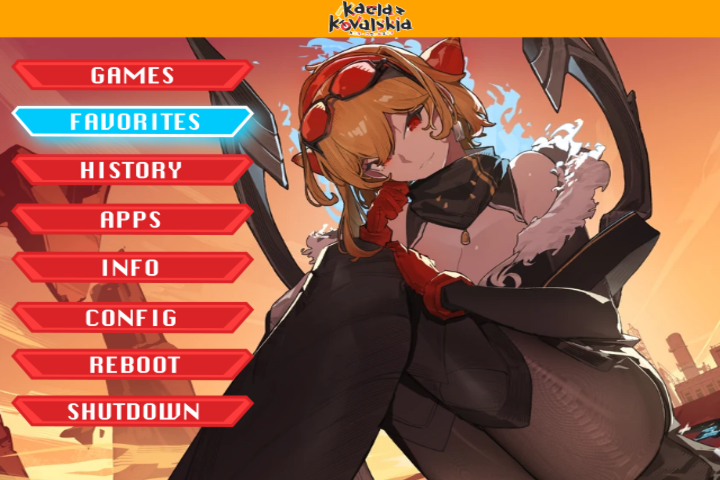 kaela
kovalskia
GAMES
FAVORITES
HISTORY
APPS
INFO
CONFIG
REBOOT
SHUTDOWN